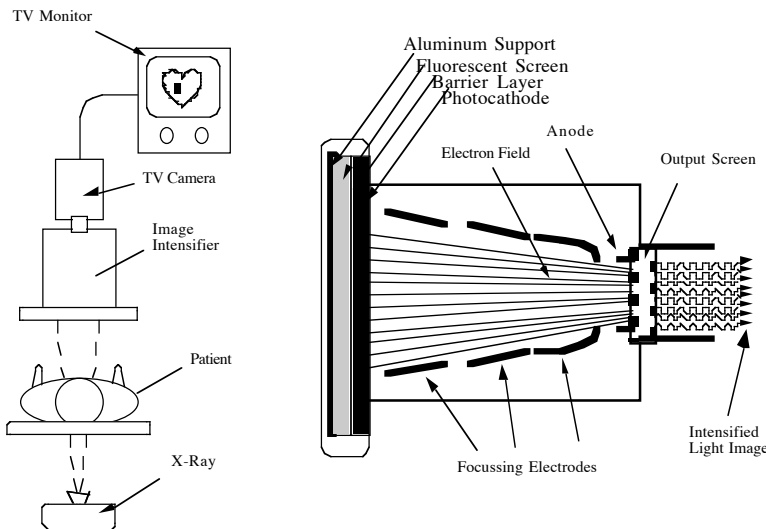 TV Monitor
TV Camera
Image
Intensifier
Patient
X-Ray
Aluminum Support
Fluorescent Screen
Barrier Layer
Photocathode
Anode
Electron Field
Output Screen
Focussing Electrodes
Intensified
Light Image